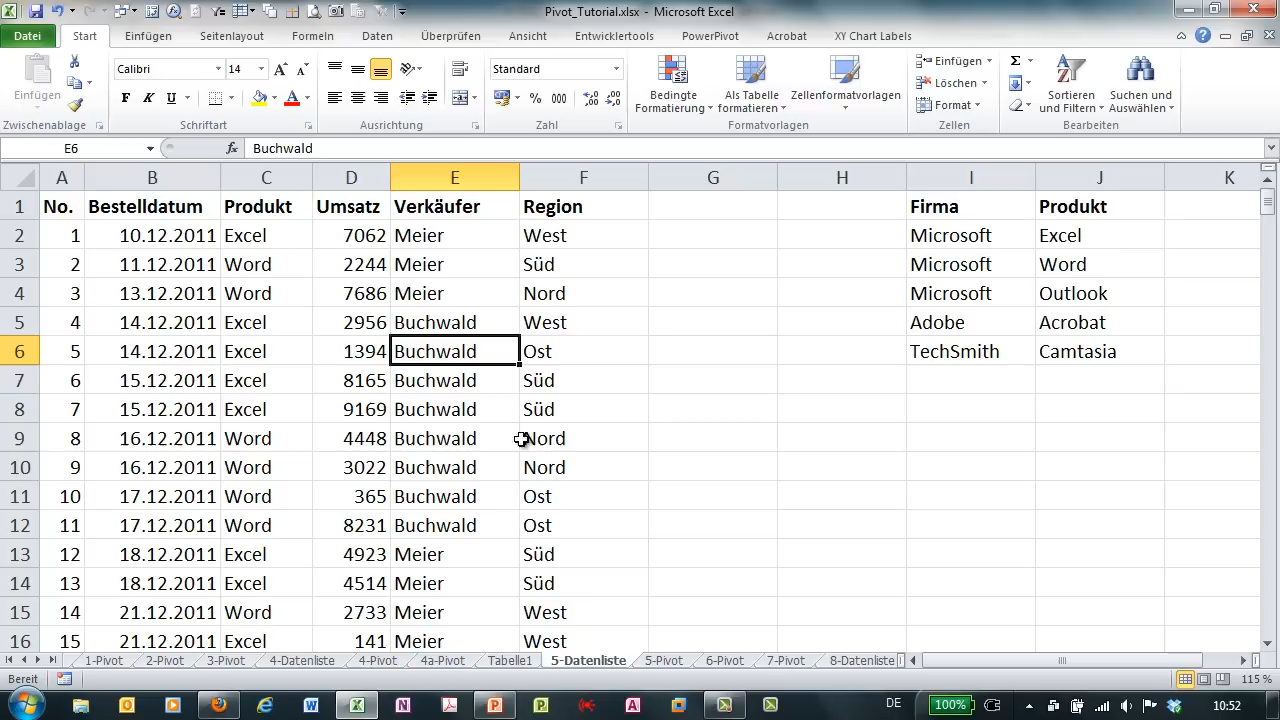 Pivot_Tutorial.xlsx - Microsoft Excel
Datei Start Einfügen Seitenlayout Formeln Daten Überprüfen Ansicht Entwicklertools PowerPivot Acrobat XY Chart Labels
Einfügen
Zwischenablage
Calibri 14
F K U
Schriftart
Ausrichtung
Standard
% 000
Zahl
Bedingte Formatierung
Als Tabelle formatieren
Zellenformatvorlagen
Formatvorlagen
Einfügen
Löschen
Format
Zellen
Sortieren und Filtern
Suchen und Auswählen
Bearbeiten
E6 fx Buchwald
A B C D E F G H I J K
1 No. Bestelldatum Produkt Umsatz Verkäufer Region Firma Produkt
2 1 10.12.2011 Excel 7062 Meier West Microsoft Excel
3 2 11.12.2011 Word 2244 Meier Süd Microsoft Word
4 3 13.12.2011 Word 7686 Meier Nord Microsoft Outlook
5 4 14.12.2011 Excel 2956 Buchwald West Adobe Acrobat
6 5 14.12.2011 Excel 1394 Buchwald Ost TechSmith Camtasia
7 6 15.12.2011 Excel 8165 Buchwald Süd
8 7 15.12.2011 Excel 9169 Buchwald Süd
9 8 16.12.2011 Word 4448 Buchwald Nord
10 9 16.12.2011 Word 3022 Buchwald Nord
11 10 17.12.2011 Word 365 Buchwald Ost
12 11 17.12.2011 Word 8231 Buchwald Ost
13 12 18.12.2011 Excel 4923 Meier Süd
14 13 18.12.2011 Excel 4514 Meier Süd
15 14 21.12.2011 Word 2733 Meier West
16 15 21.12.2011 Excel 141 Meier West
1-Pivot 2-Pivot 3-Pivot 4-Datenliste 4-Pivot 4a-Pivot Tabelle1 5-Datenliste 5-Pivot 6-Pivot 7-Pivot 8-Datenliste
Bereit 115 %
DE 100% 10:52